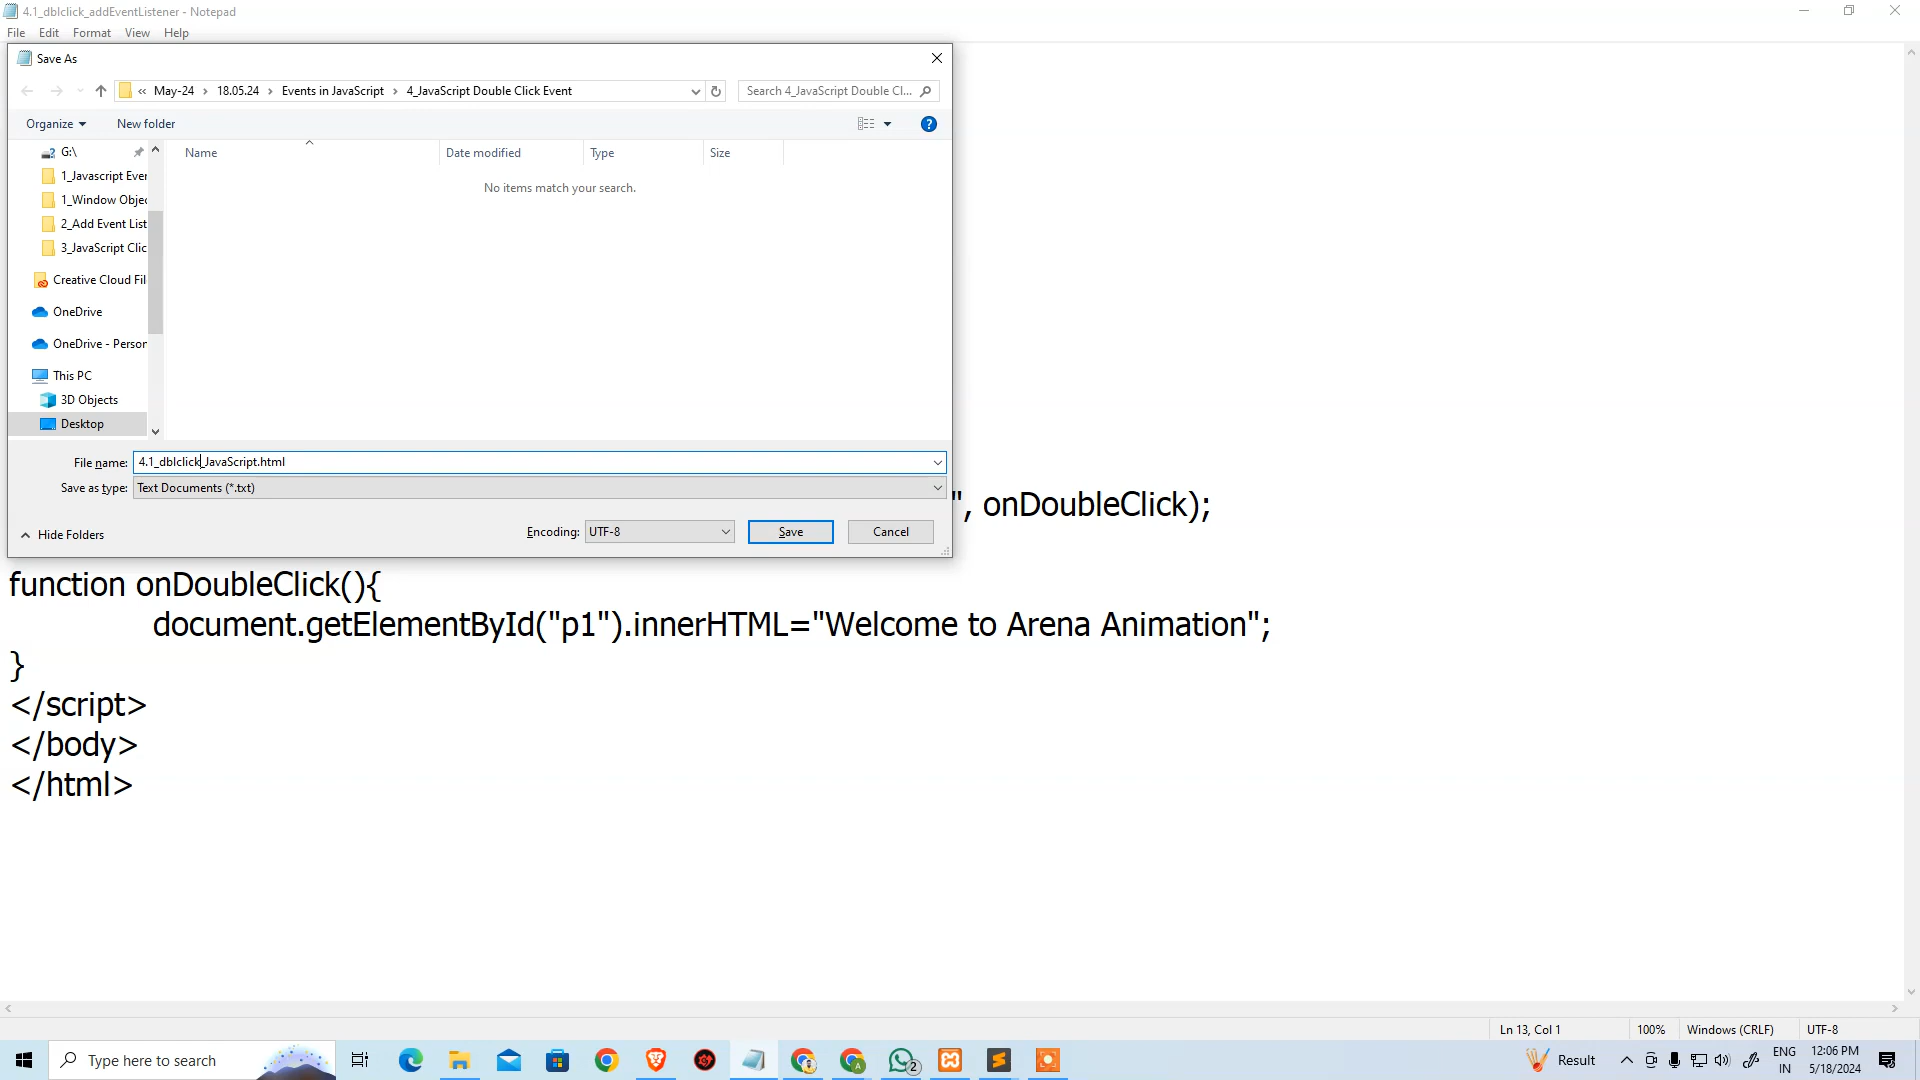 4.1_dblclick_addEventListener - Notepad
File Edit Format View Help
Save As
« May-24 › 18.05.24 › Events in JavaScript › 4_JavaScript Double Click Event
Search 4_JavaScript Double Cl...
Organize New folder
G:\
1_Javascript Ever
1_Window Objec
2_Add Event List
3_JavaScript Clic
Creative Cloud Fil
OneDrive
OneDrive - Person
This PC
3D Objects
Desktop
Name Date modified Type Size
No items match your search.
File name: 4.1_dblclick_JavaScript.html
Save as type: Text Documents (*.txt)
Hide Folders Encoding: UTF-8 Save Cancel
", onDoubleClick);
function onDoubleClick(){
document.getElementById("p1").innerHTML="Welcome to Arena Animation";
}
</script>
</body>
</html>
Ln 13, Col 1 100% Windows (CRLF) UTF-8
Type here to search
2
Result
ENG
IN
12:06 PM
5/18/2024